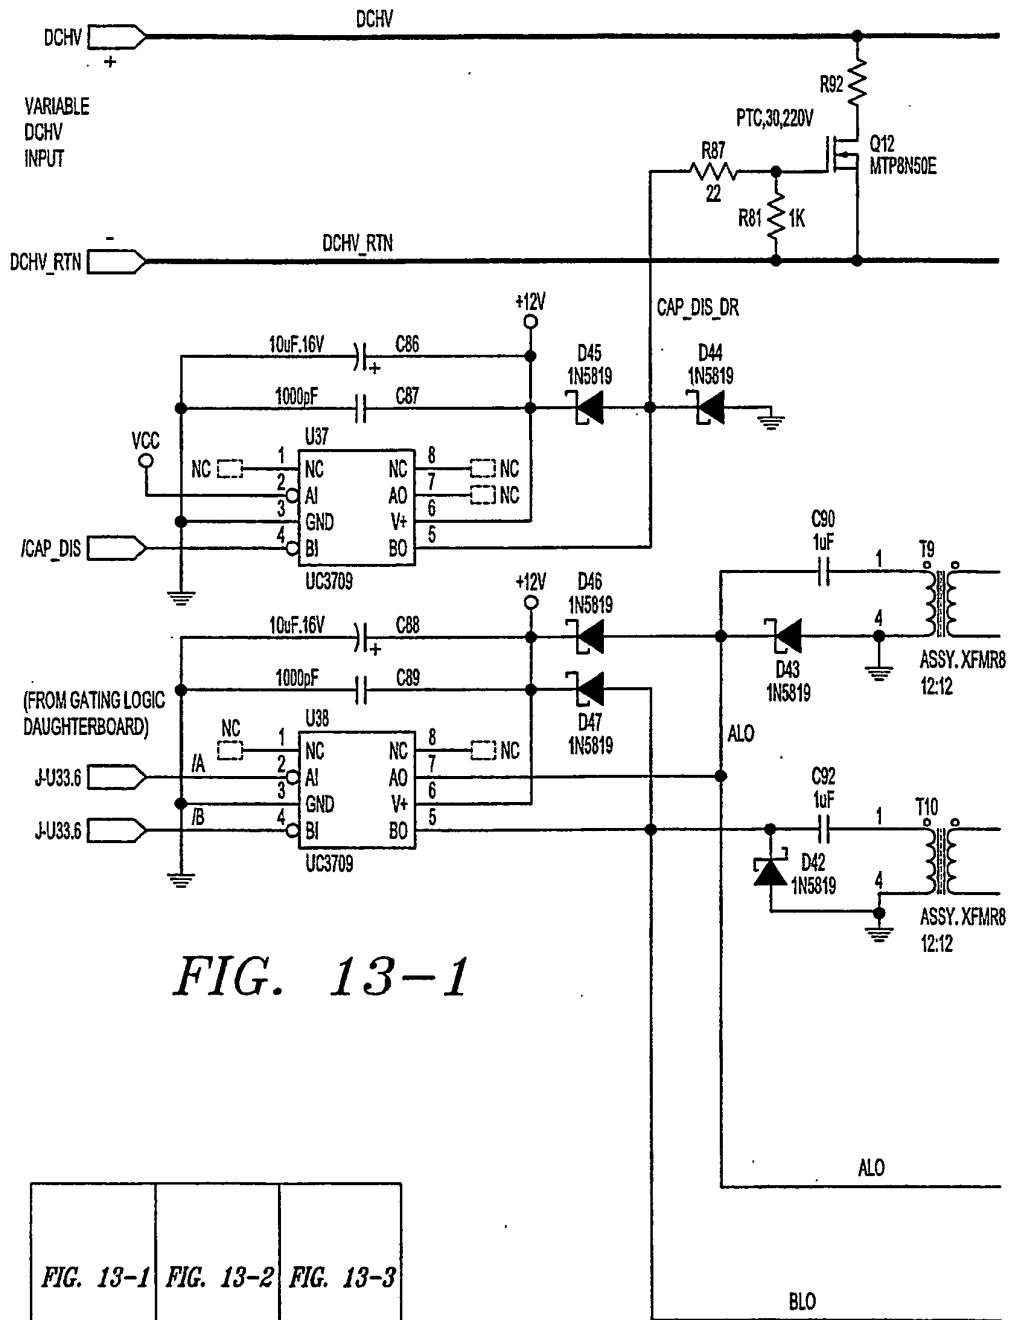 DCHV
DCHV
+
R92
VARIABLE
DCHV
INPUT
PTC,30,220V
Q12
MTP8N50E
R87
22
R81
1K
-
DCHV_RTN
DCHV_RTN
+12V
CAP_DIS_DR
10uF.16V
C86
+
D45
1N5819
D44
1N5819
1000pF
C87
VCC
U37
NC
1
NC
2
AI
3
GND
4
BI
NC
8
NC
AO
7
NC
V+
6
BO
5
/CAP_DIS
UC3709
C90
1uF
1
T9
4
ASSY. XFMR8
12:12
+12V
D46
1N5819
10uF.16V
C88
+
D43
1N5819
1000pF
C89
D47
1N5819
(FROM GATING LOGIC
DAUGHTERBOARD)
U38
NC
1
NC
NC
8
NC
ALO
J-U33.6
/A
2
AI
AO
7
3
GND
V+
6
J-U33.6
/B
4
BI
BO
5
UC3709
C92
1uF
1
T10
D42
1N5819
4
ASSY. XFMR8
12:12
FIG. 13-1
ALO
FIG. 13-1
FIG. 13-2
FIG. 13-3
BLO